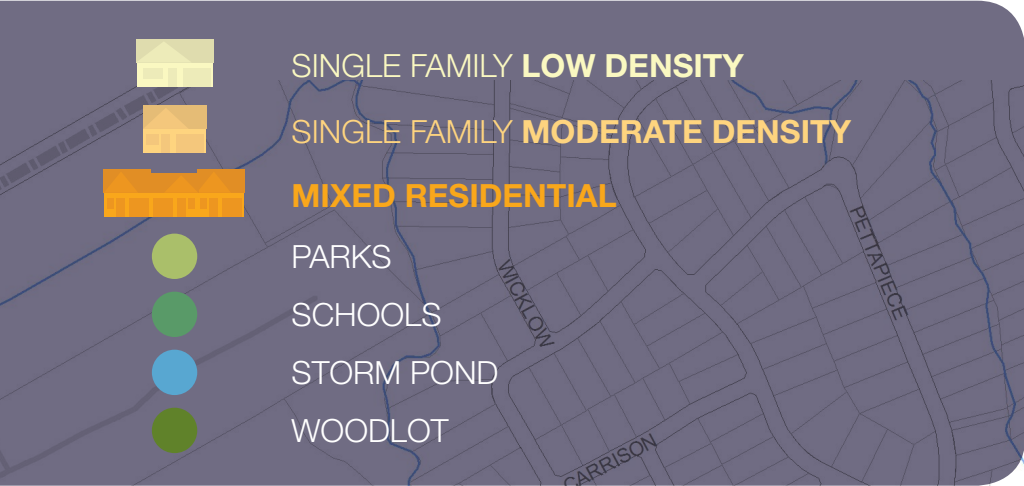 SINGLE FAMILY LOW DENSITY
SINGLE FAMILY MODERATE DENSITY
MIXED RESIDENTIAL
PARKS
SCHOOLS
STORM POND
WOODLOT
WICKLOW
PETTAPIECE
CARRISON